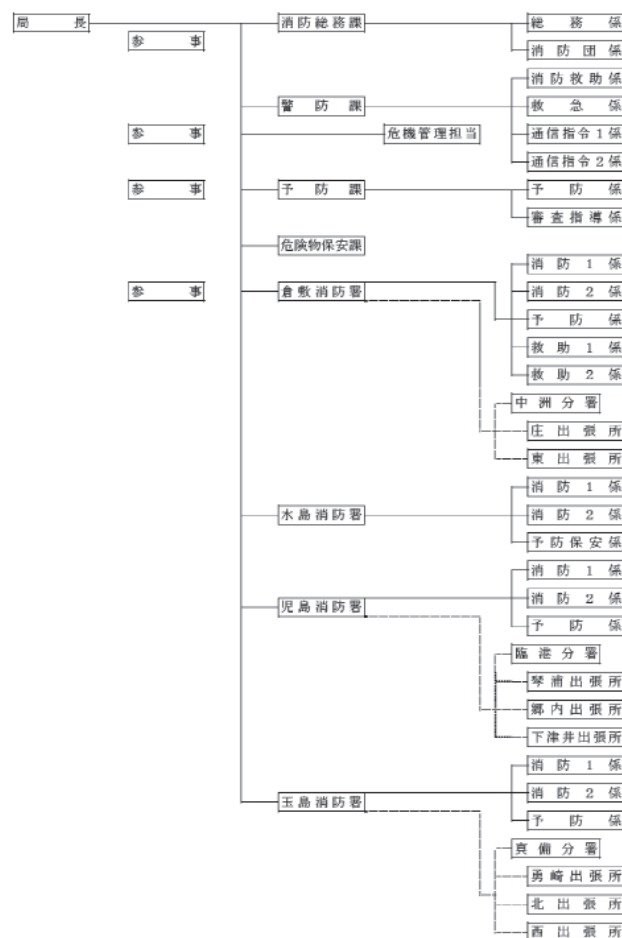 局長 消防総務課 総務係
参事 消防団係
消防救助係
警防課 救急係
参事 危機管理担当 通信指令1係
通信指令2係
参事 予防課 予防係
審査指導係
危険物保安課
消防1係
参事 倉敷消防署 消防2係
予防係
救助1係
救助2係
中洲分署
庄出張所
東出張所
消防1係
水島消防署 消防2係
予防保安係
消防1係
消防2係
児島消防署
予防係
臨港分署
琴浦出張所
郷内出張所
下津井出張所
消防1係
消防2係
玉島消防署
予防係
真備分署
勇崎出張所
北出張所
西出張所